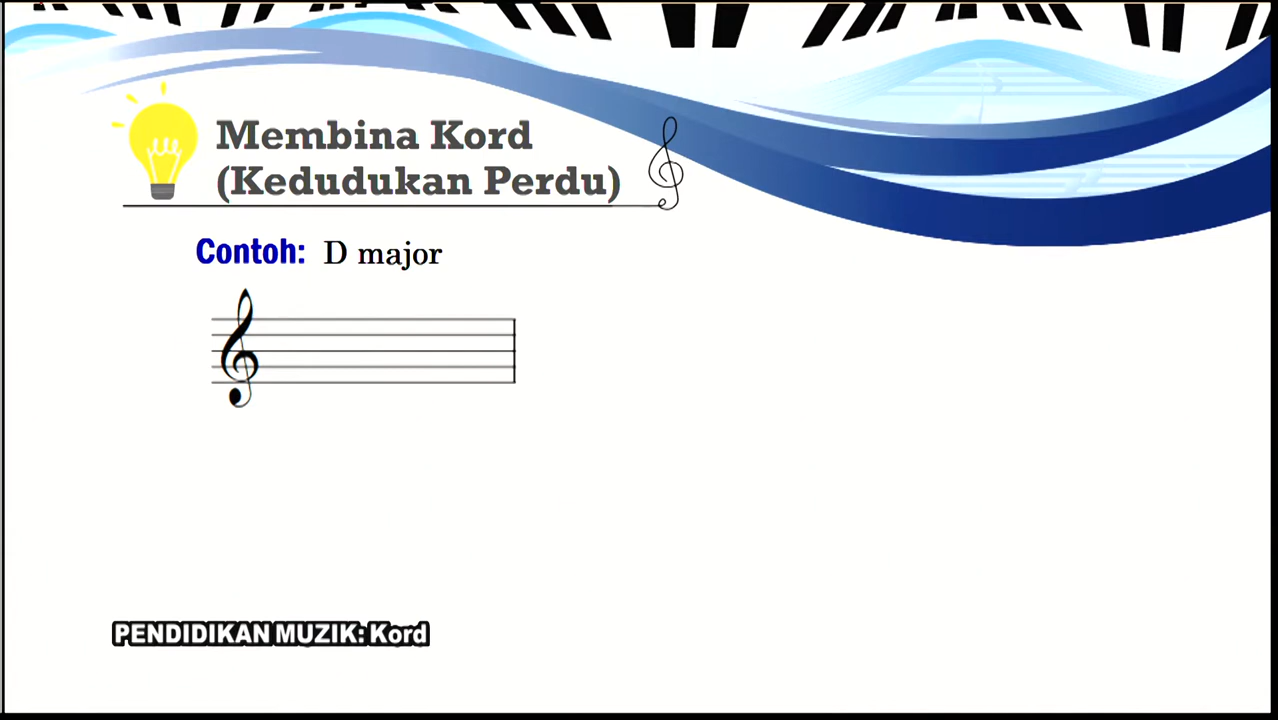 Membina Kord
(Kedudukan Perdu)
Contoh: D major
PENDIDIKAN MUZIK: Kord